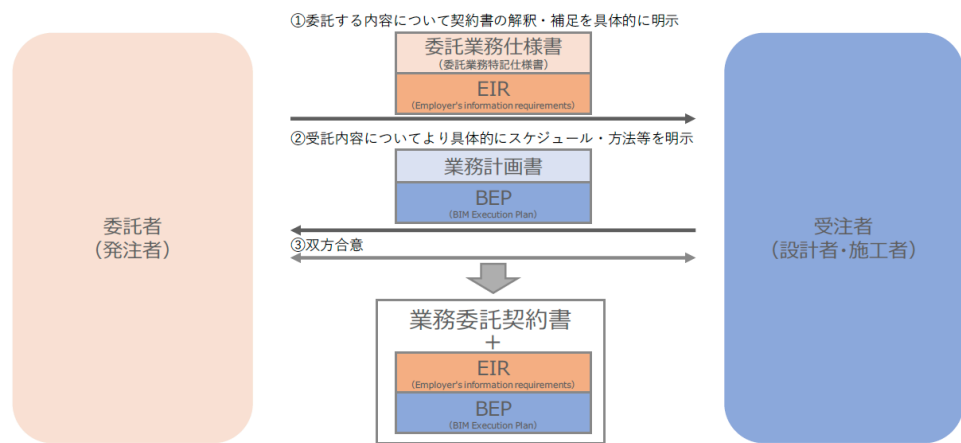 ①委託する内容について契約書の解釈・補足を具体的に明示
委託業務仕様書
（委託業務特記仕様書）
EIR
（Employer's information requirements）
②受託内容についてより具体的にスケジュール・方法等を明示
業務計画書
BEP
（BIM Execution Plan）
委託者
（発注者）
受注者
（設計者・施工者）
③双方合意
業務委託契約書
+
EIR
（Employer's information requirements）
BEP
（BIM Execution Plan）